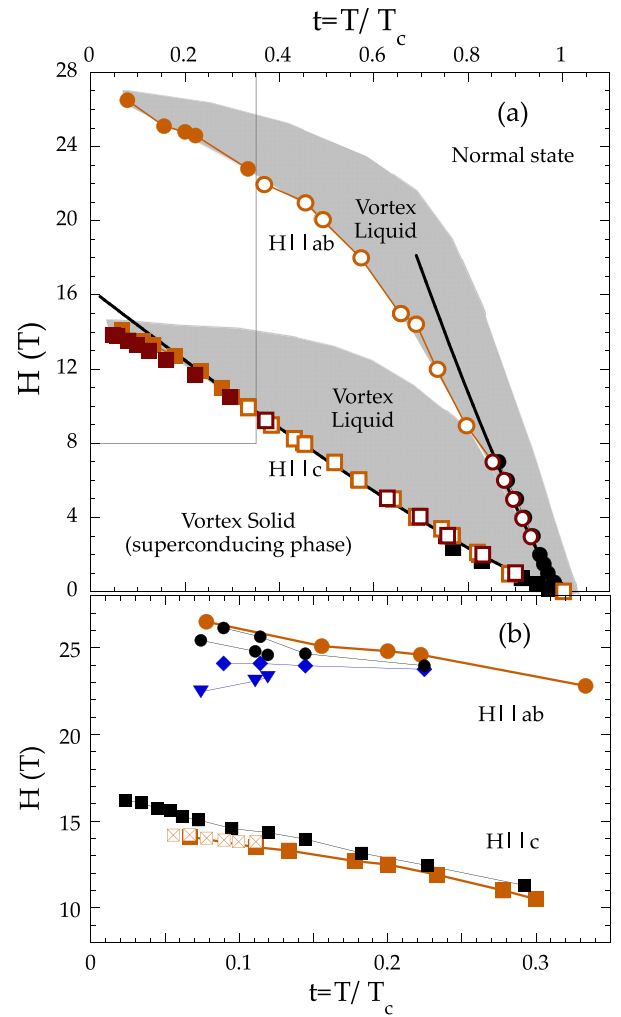 t=T/ Tc
0 0.2 0.4 0.6 0.8 1
28
24
20
16
12
8
4
0
H (T)
(a)
Normal state
Vortex
Liquid
H||ab
Vortex
Liquid
H||c
Vortex Solid
(superconducing phase)
(b)
25
20
15
10
H (T)
H||ab
H||c
0 0.1 0.2 0.3
t=T/ Tc